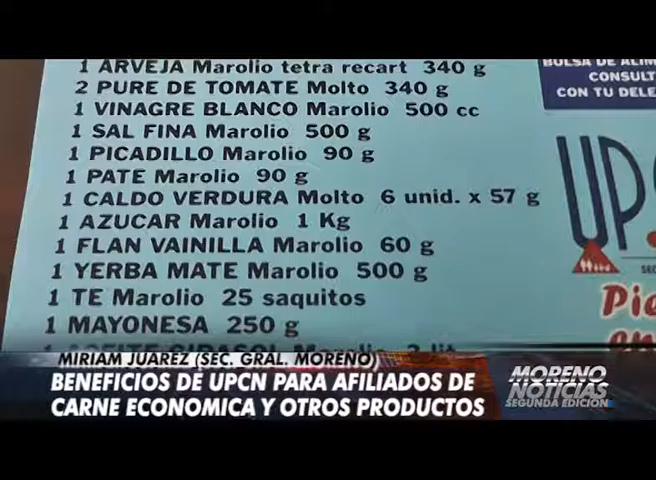 1 ARVEJA Marolio tetra recart 340 g
2 PURE DE TOMATE Molto 340 g
1 VINAGRE BLANCO Marolio 500 cc
1 SAL FINA Marolio 500 g
1 PICADILLO Marolio 90 g
1 PATE Marolio 90 g
1 CALDO VERDURA Molto 6 unid. x 57 g
1 AZUCAR Marolio 1 Kg
1 FLAN VAINILLA Marolio 60 g
1 YERBA MATE Marolio 500 g
1 TE Marolio 25 saquitos
1 MAYONESA 250 g
BOLSA DE ALIM
CONSULT
CON TU DELE
UP
SEC
Pie
en
MIRIAM JUAREZ (SEC. GRAL. MORENO)
BENEFICIOS DE UPCN PARA AFILIADOS DE
CARNE ECONOMICA Y OTROS PRODUCTOS
MORENO
NOTICIAS
SEGUNDA EDICION